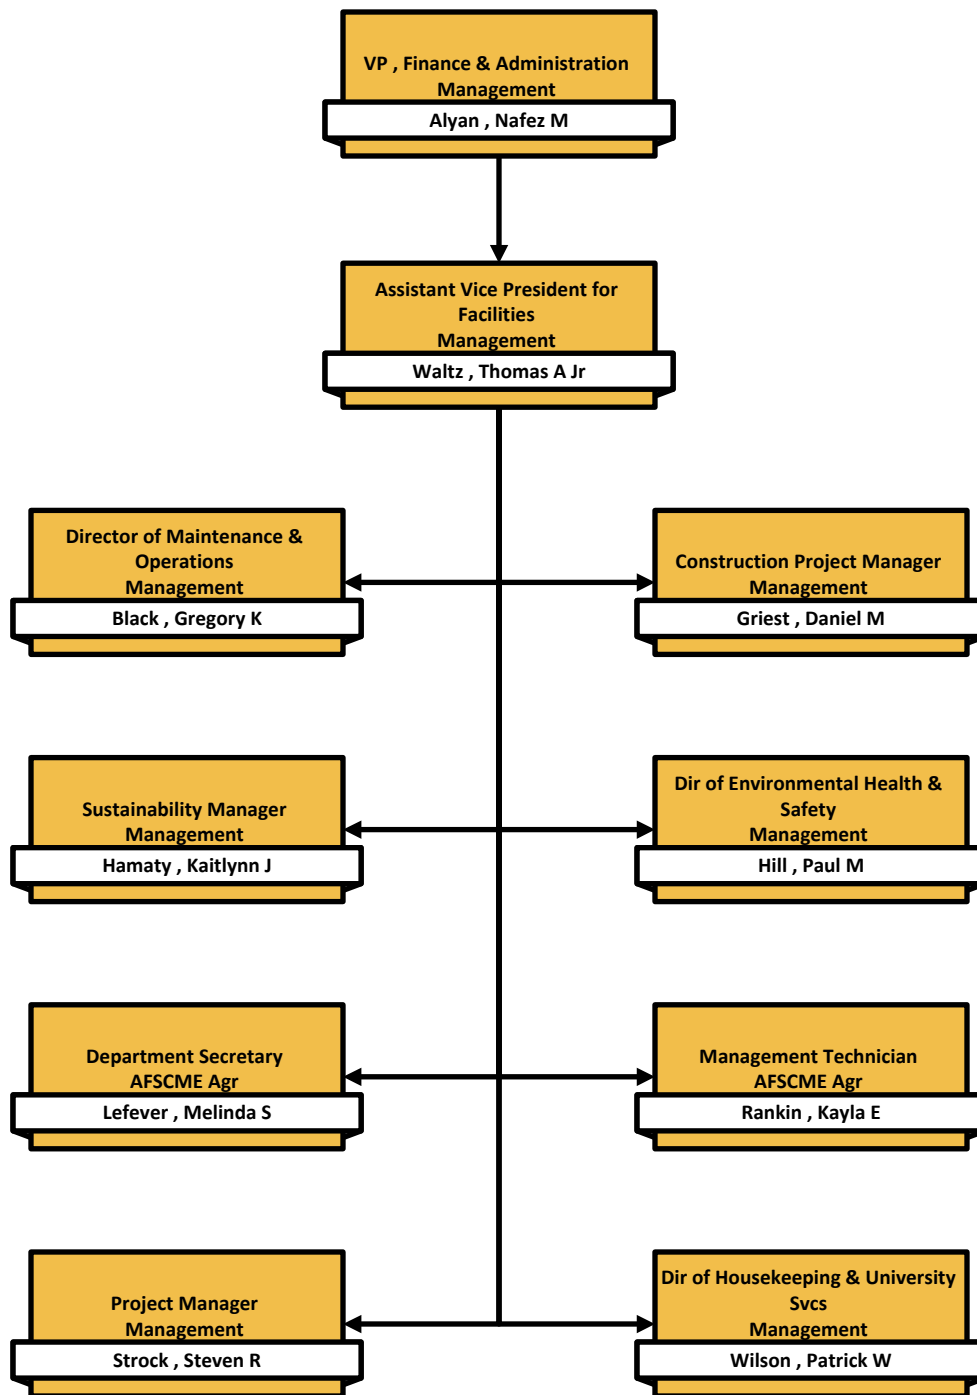 VP , Finance & Administration
Management
Alyan , Nafez M
Assistant Vice President for
Facilities
Management
Waltz , Thomas A Jr
Director of Maintenance &
Operations
Management
Black , Gregory K
Construction Project Manager
Management
Griest , Daniel M
Sustainability Manager
Management
Hamaty , Kaitlynn J
Dir of Environmental Health &
Safety
Management
Hill , Paul M
Department Secretary
AFSCME Agr
Lefever , Melinda S
Management Technician
AFSCME Agr
Rankin , Kayla E
Project Manager
Management
Strock , Steven R
Dir of Housekeeping & University
Svcs
Management
Wilson , Patrick W